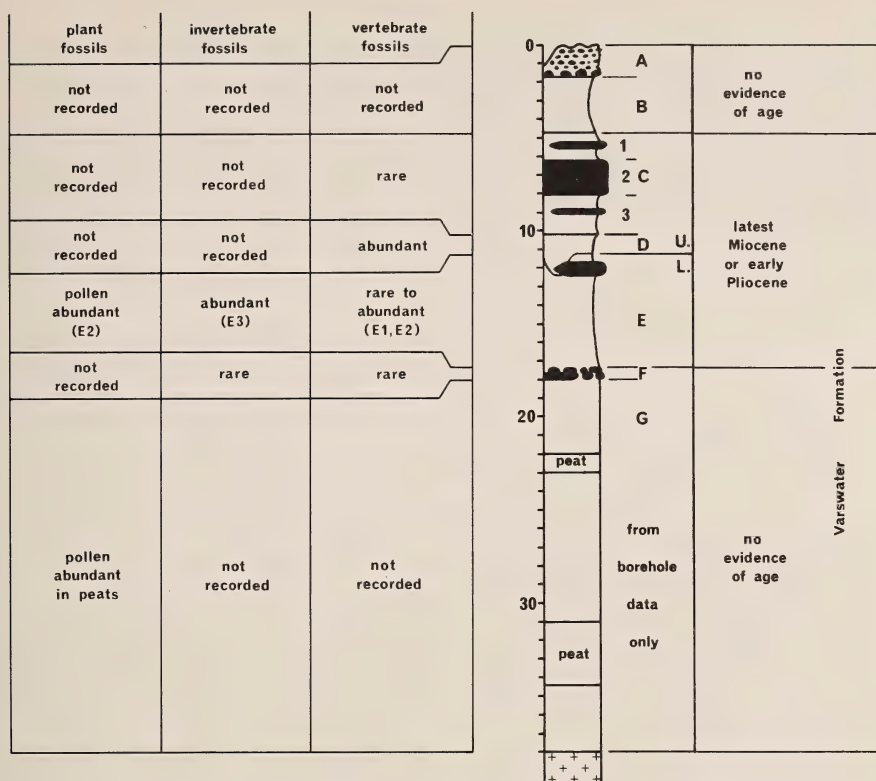 plant
fossils
invertebrate
fossils
vertebrate
fossils
not
recorded
not
recorded
not
recorded
not
recorded
not
recorded
rare
not
recorded
not
recorded
abundant
pollen
abundant
(E2)
abundant
(E3)
rare to
abundant
(E1,E2)
not
recorded
rare
rare
pollen
abundant
in peats
not
recorded
not
recorded
0
10
20
30
peat
peat
A
B
1
2 C
3
D U.
L.
E
F
G
from
borehole
data
only
no
evidence
of age
latest
Miocene
or early
Pliocene
no
evidence
of age
Varswater Formation